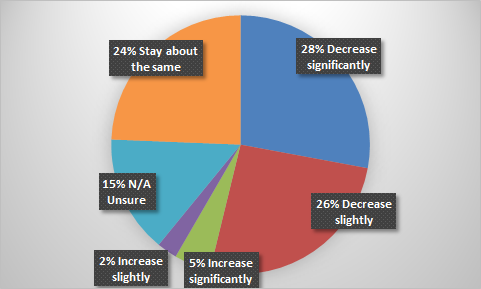 24% Stay about
the same
28% Decrease
significantly
15% N/A
Unsure
26% Decrease
slightly
2% Increase
slightly
5% Increase
significantly